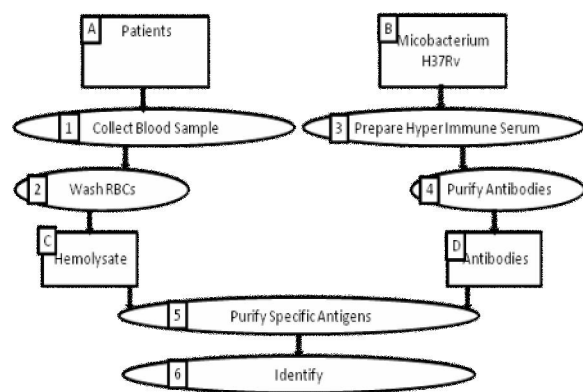 A
Patients
B
Micobacterium
H37Rv
1
Collect Blood Sample
3
Prepare Hyper Immune Serum
2
Wash RBCs
4
Purify Antibodies
C
Hemolysate
D
Antibodies
5
Purify Specific Antigens
6
Identify